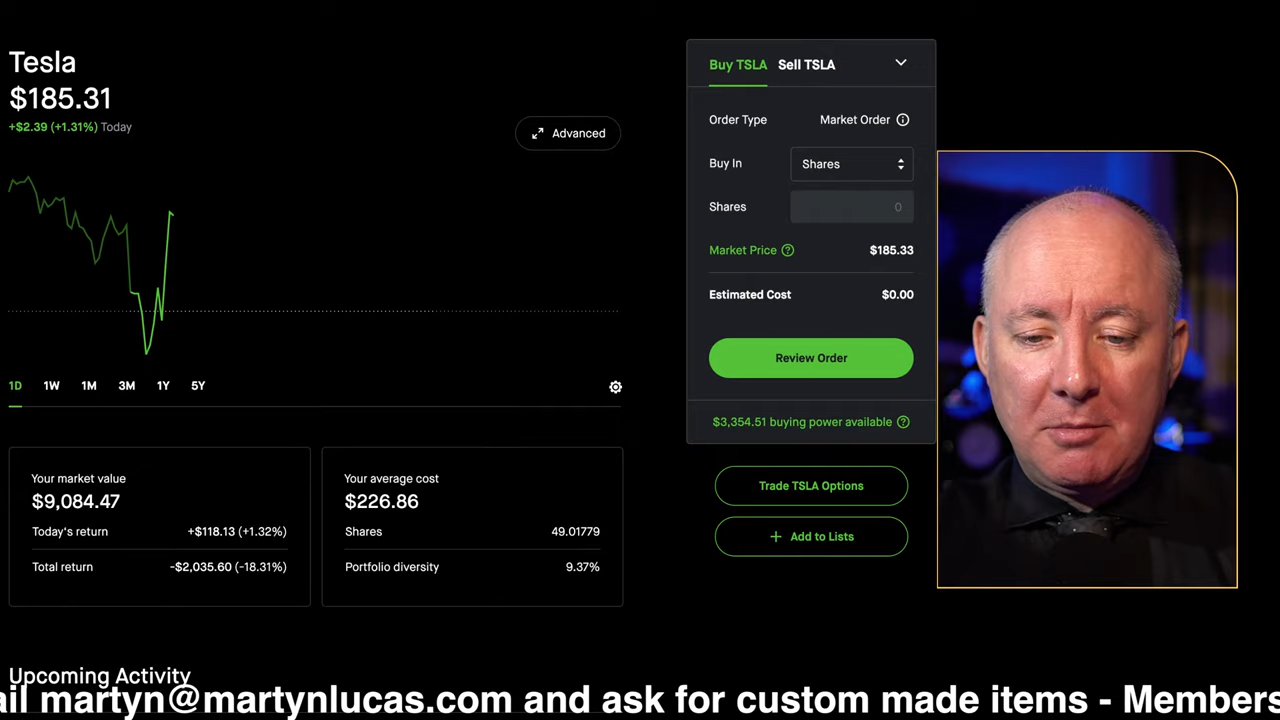 Tesla
$185.31
+$2.39 (+1.31%) Today
Advanced
1D 1W 1M 3M 1Y 5Y
Your market value
$9,084.47
Today's return +$118.13 (+1.32%)
Total return -$2,035.60 (-18.31%)
Your average cost
$226.86
Shares 49.01779
Portfolio diversity 9.37%
Upcoming Activity
Buy TSLA Sell TSLA
Order Type Market Order
Buy In Shares
Shares 0
Market Price $185.33
Estimated Cost $0.00
Review Order
$3,354.51 buying power available
Trade TSLA Options
+ Add to Lists
ail martyn@martynlucas.com and ask for custom made items - Members